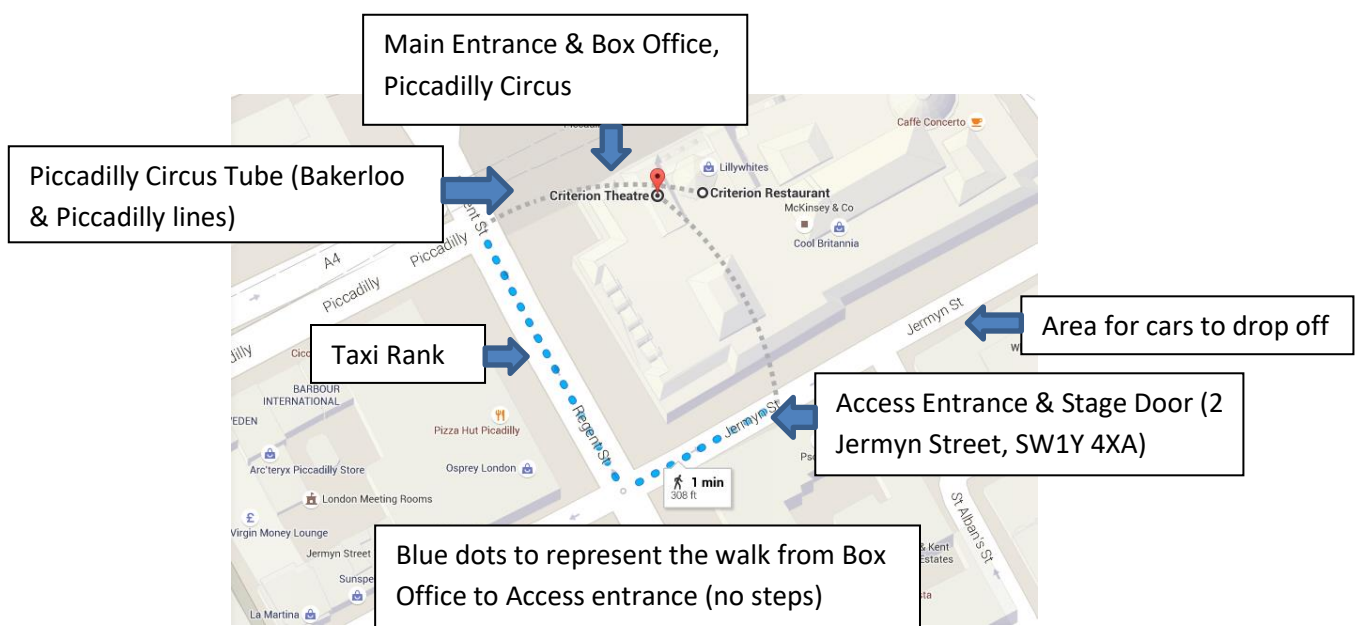 Main Entrance & Box Office,
Piccadilly Circus
Caffè Concerto
Piccadilly Circus Tube (Bakerloo
& Piccadilly lines)
Lillywhites
Criterion Theatre
Criterion Restaurant
McKinsey & Co
Cool Britannia
Regent St
Piccadilly
A4
Piccadilly
Jermyn St
Area for cars to drop off
Taxi Rank
BARBOUR
INTERNATIONAL
Pizza Hut Piccadilly
Regent St
Jermyn St
Access Entrance & Stage Door (2
Jermyn Street, SW1Y 4XA)
Arc'teryx Piccadilly Store
Osprey London
London Meeting Rooms
1 min
308 ft
St Alban's St
£
Virgin Money Lounge
Jermyn Street
Blue dots to represent the walk from Box
Office to Access entrance (no steps)
& Kent
Estates
La Martina